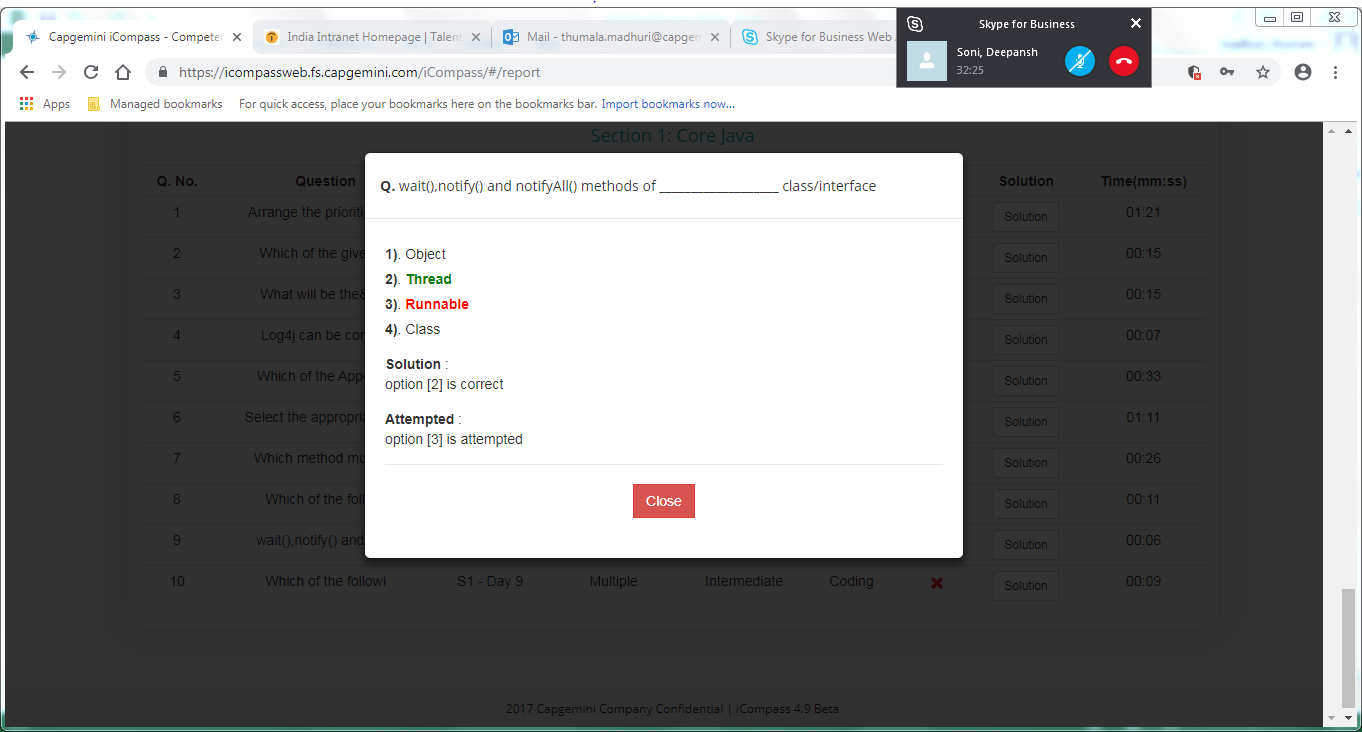 Capgemini iCompass - Competer
India Intranet Homepage | Talent
Mail - thumala.madhuri@capgem
Skype for Business Web
Skype for Business
Soni, Deepansh
32:25
https://icompassweb.fs.capgemini.com/iCompass/#/report
Apps Managed bookmarks For quick access, place your bookmarks here on the bookmarks bar. Import bookmarks now...
Section 1: Core Java
Q. No. Question Solution Time(mm:ss)
Q. wait(),notify() and notifyAll() methods of ___________________ class/interface
1). Object
2). Thread
3). Runnable
4). Class
Solution :
option [2] is correct
Attempted :
option [3] is attempted
Close
1 Arrange the prioriti Solution 01:21
2 Which of the give Solution 00:15
3 What will be the& Solution 00:15
4 Log4j can be con Solution 00:07
5 Which of the App Solution 00:33
6 Select the appropria Solution 01:11
7 Which method mu Solution 00:26
8 Which of the foll Solution 00:11
9 wait(),notify() and Solution 00:06
10 Which of the followi S1 - Day 9 Multiple Intermediate Coding Solution 00:09
2017 Capgemini Company Confidential | iCompass 4.9 Beta